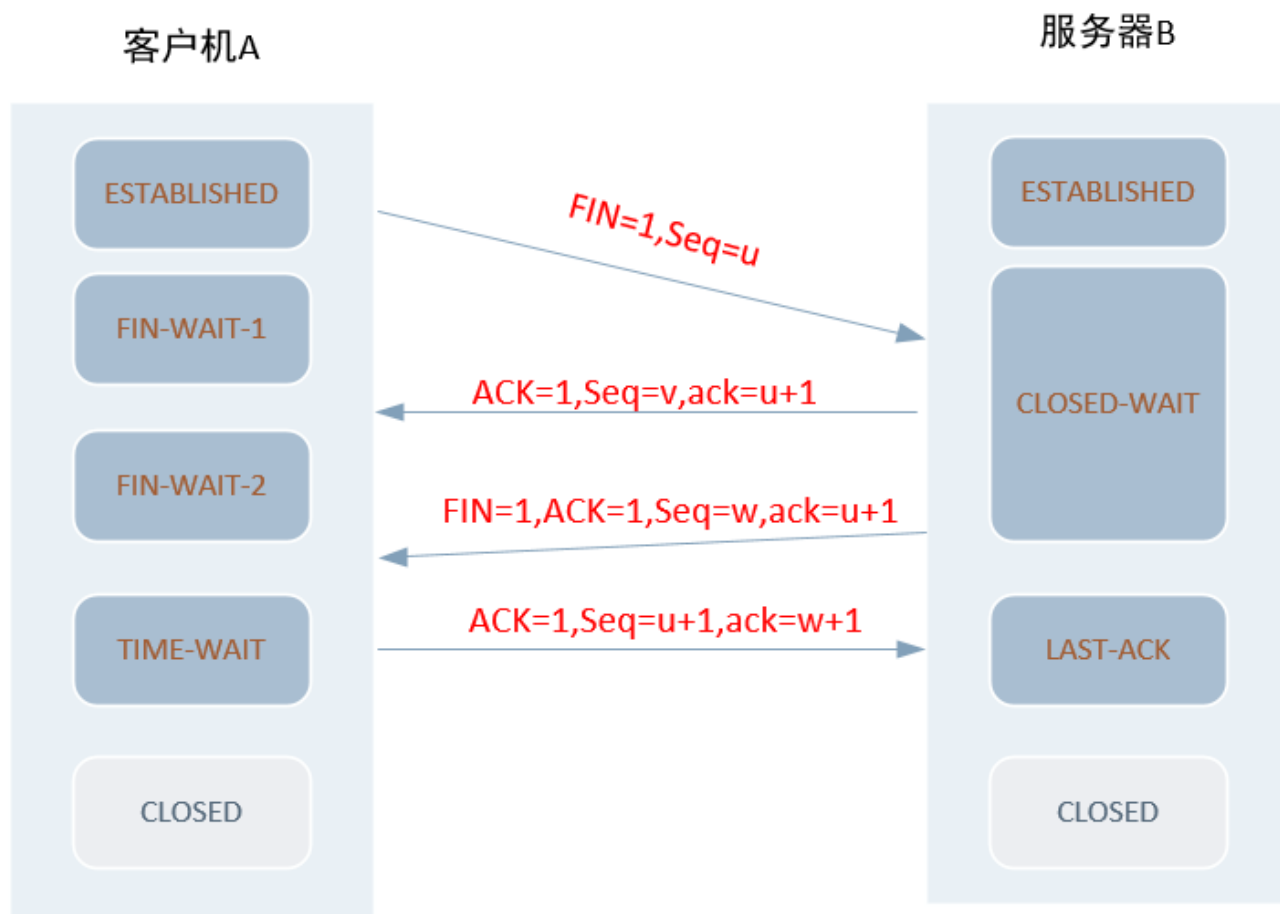 客户机A
服务器B
ESTABLISHED
ESTABLISHED
FIN=1,Seq=u
FIN-WAIT-1
ACK=1,Seq=v,ack=u+1
CLOSED-WAIT
FIN-WAIT-2
FIN=1,ACK=1,Seq=w,ack=u+1
ACK=1,Seq=u+1,ack=w+1
TIME-WAIT
LAST-ACK
CLOSED
CLOSED